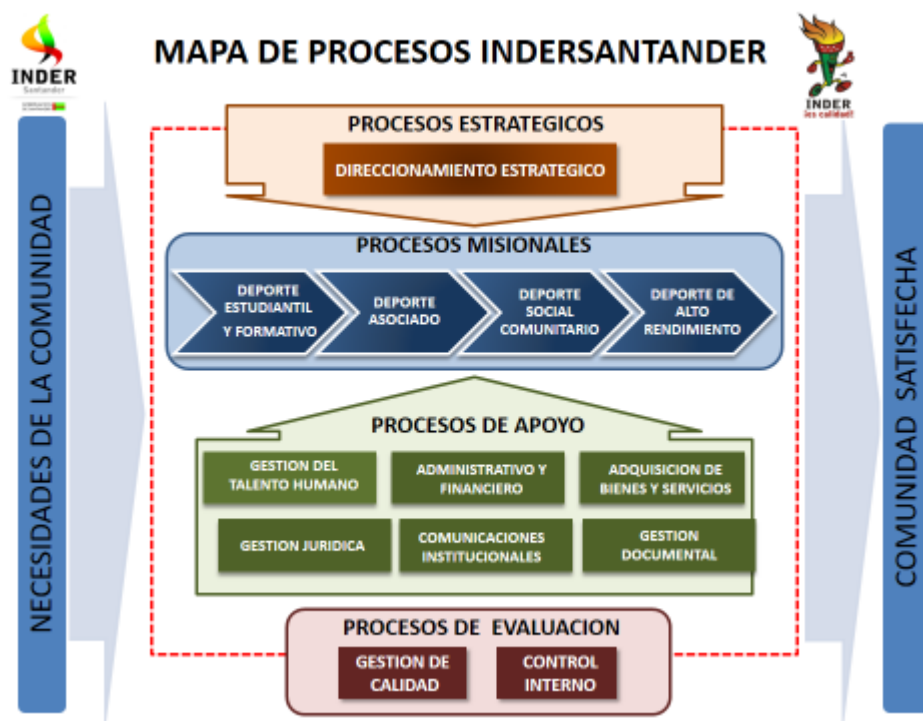 INDER
Santander
MAPA DE PROCESOS INDERSANTANDER
INDER
¡es calidad!
NECESIDADES DE LA COMUNIDAD
PROCESOS ESTRATEGICOS
DIRECCIONAMIENTO ESTRATEGICO
PROCESOS MISIONALES
DEPORTE
ESTUDIANTIL
Y FORMATIVO
DEPORTE
ASOCIADO
DEPORTE
SOCIAL
COMUNITARIO
DEPORTE DE
ALTO
RENDIMIENTO
PROCESOS DE APOYO
GESTION DEL
TALENTO HUMANO
ADMINISTRATIVO Y
FINANCIERO
ADQUISICION DE
BIENES Y SERVICIOS
GESTION JURIDICA
COMUNICACIONES
INSTITUCIONALES
GESTION
DOCUMENTAL
PROCESOS DE EVALUACION
GESTION DE
CALIDAD
CONTROL
INTERNO
COMUNIDAD SATISFECHA